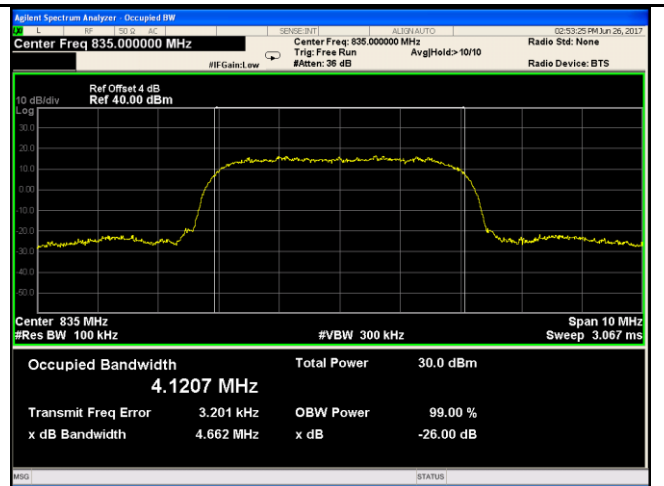 Agilent Spectrum Analyzer - Occupied BW
L RF 50 Ω AC SENSE:INT ALIGN AUTO 02:53:25 PM Jun 26, 2017
Center Freq 835.000000 MHz Center Freq: 835.000000 MHz Radio Std: None
Trig: Free Run Avg|Hold:> 10/10
#IFGain:Low #Atten: 36 dB Radio Device: BTS
Ref Offset 4 dB
10 dB/div Ref 40.00 dBm
Log
30.0
20.0
10.0
0.00
-10.0
-20.0
-30.0
-40.0
-50.0
Center 835 MHz Span 10 MHz
#Res BW 100 kHz #VBW 300 kHz Sweep 3.067 ms
Occupied Bandwidth Total Power 30.0 dBm
4.1207 MHz
Transmit Freq Error 3.201 kHz OBW Power 99.00 %
x dB Bandwidth 4.662 MHz x dB -26.00 dB
MSG STATUS